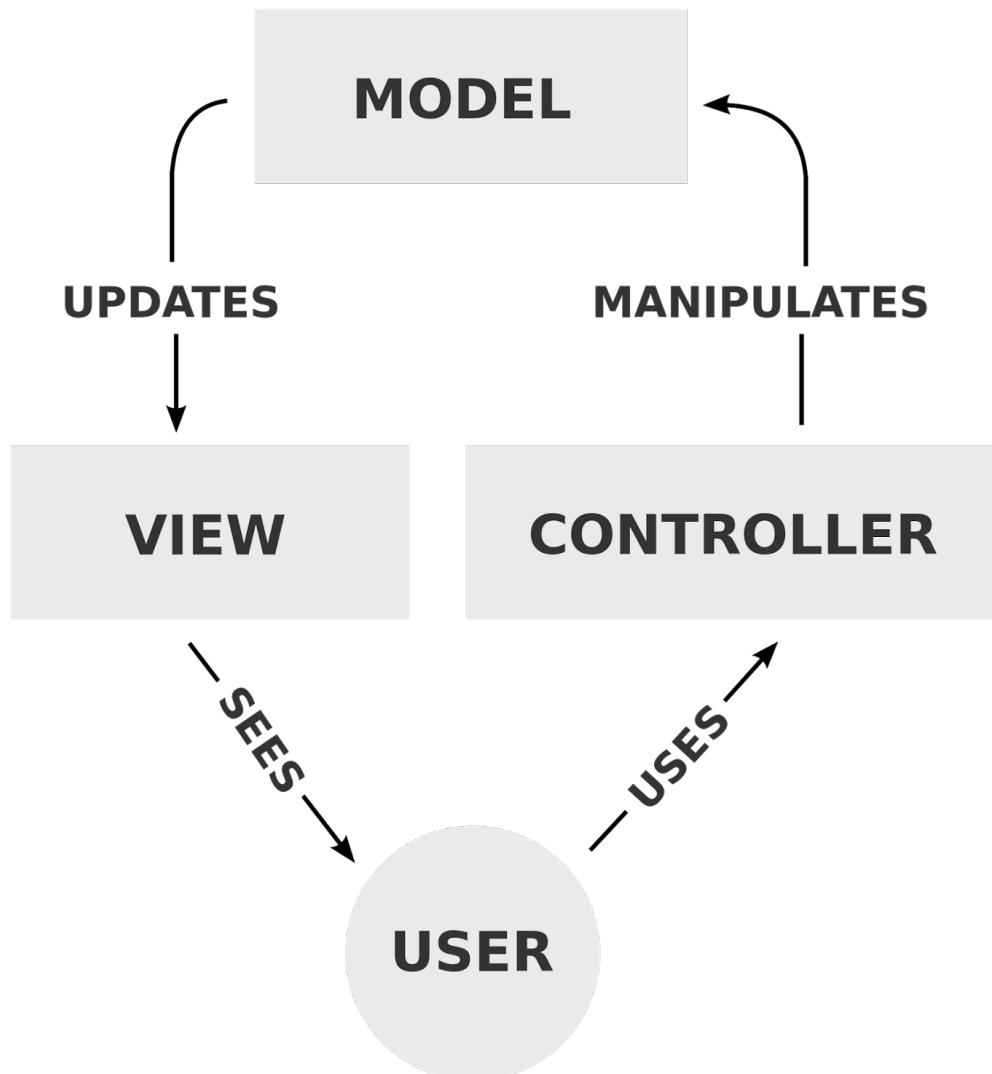 MODEL
UPDATES
MANIPULATES
VIEW
CONTROLLER
SEES
USES
USER